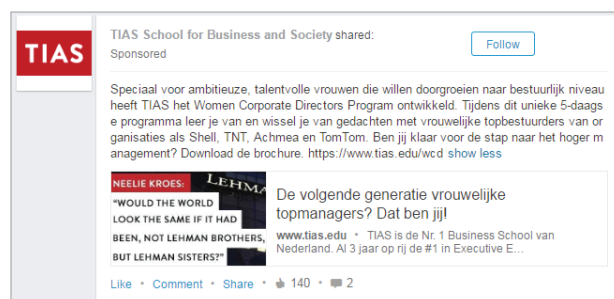 TIAS
TIAS School for Business and Society shared:
Sponsored
Follow
Speciaal voor ambitieuze, talentvolle vrouwen die willen doorgroeien naar bestuurlijk niveau
heeft TIAS het Women Corporate Directors Program ontwikkeld. Tijdens dit unieke 5-daags
e programma leer je van en wissel je van gedachten met vrouwelijke topbestuurders van or
ganisaties als Shell, TNT, Achmea en TomTom. Ben jij klaar voor de stap naar het hoger m
anagement? Download de brochure. https://www.tias.edu/wcd show less
NEELIE KROES:
LEHMA
"WOULD THE WORLD
LOOK THE SAME IF IT HAD
BEEN, NOT LEHMAN BROTHERS,
BUT LEHMAN SISTERS?"
De volgende generatie vrouwelijke
topmanagers? Dat ben jij!
www.tias.edu • TIAS is de Nr. 1 Business School van
Nederland. Al 3 jaar op rij de #1 in Executive E...
Like • Comment • Share • 140 • 2